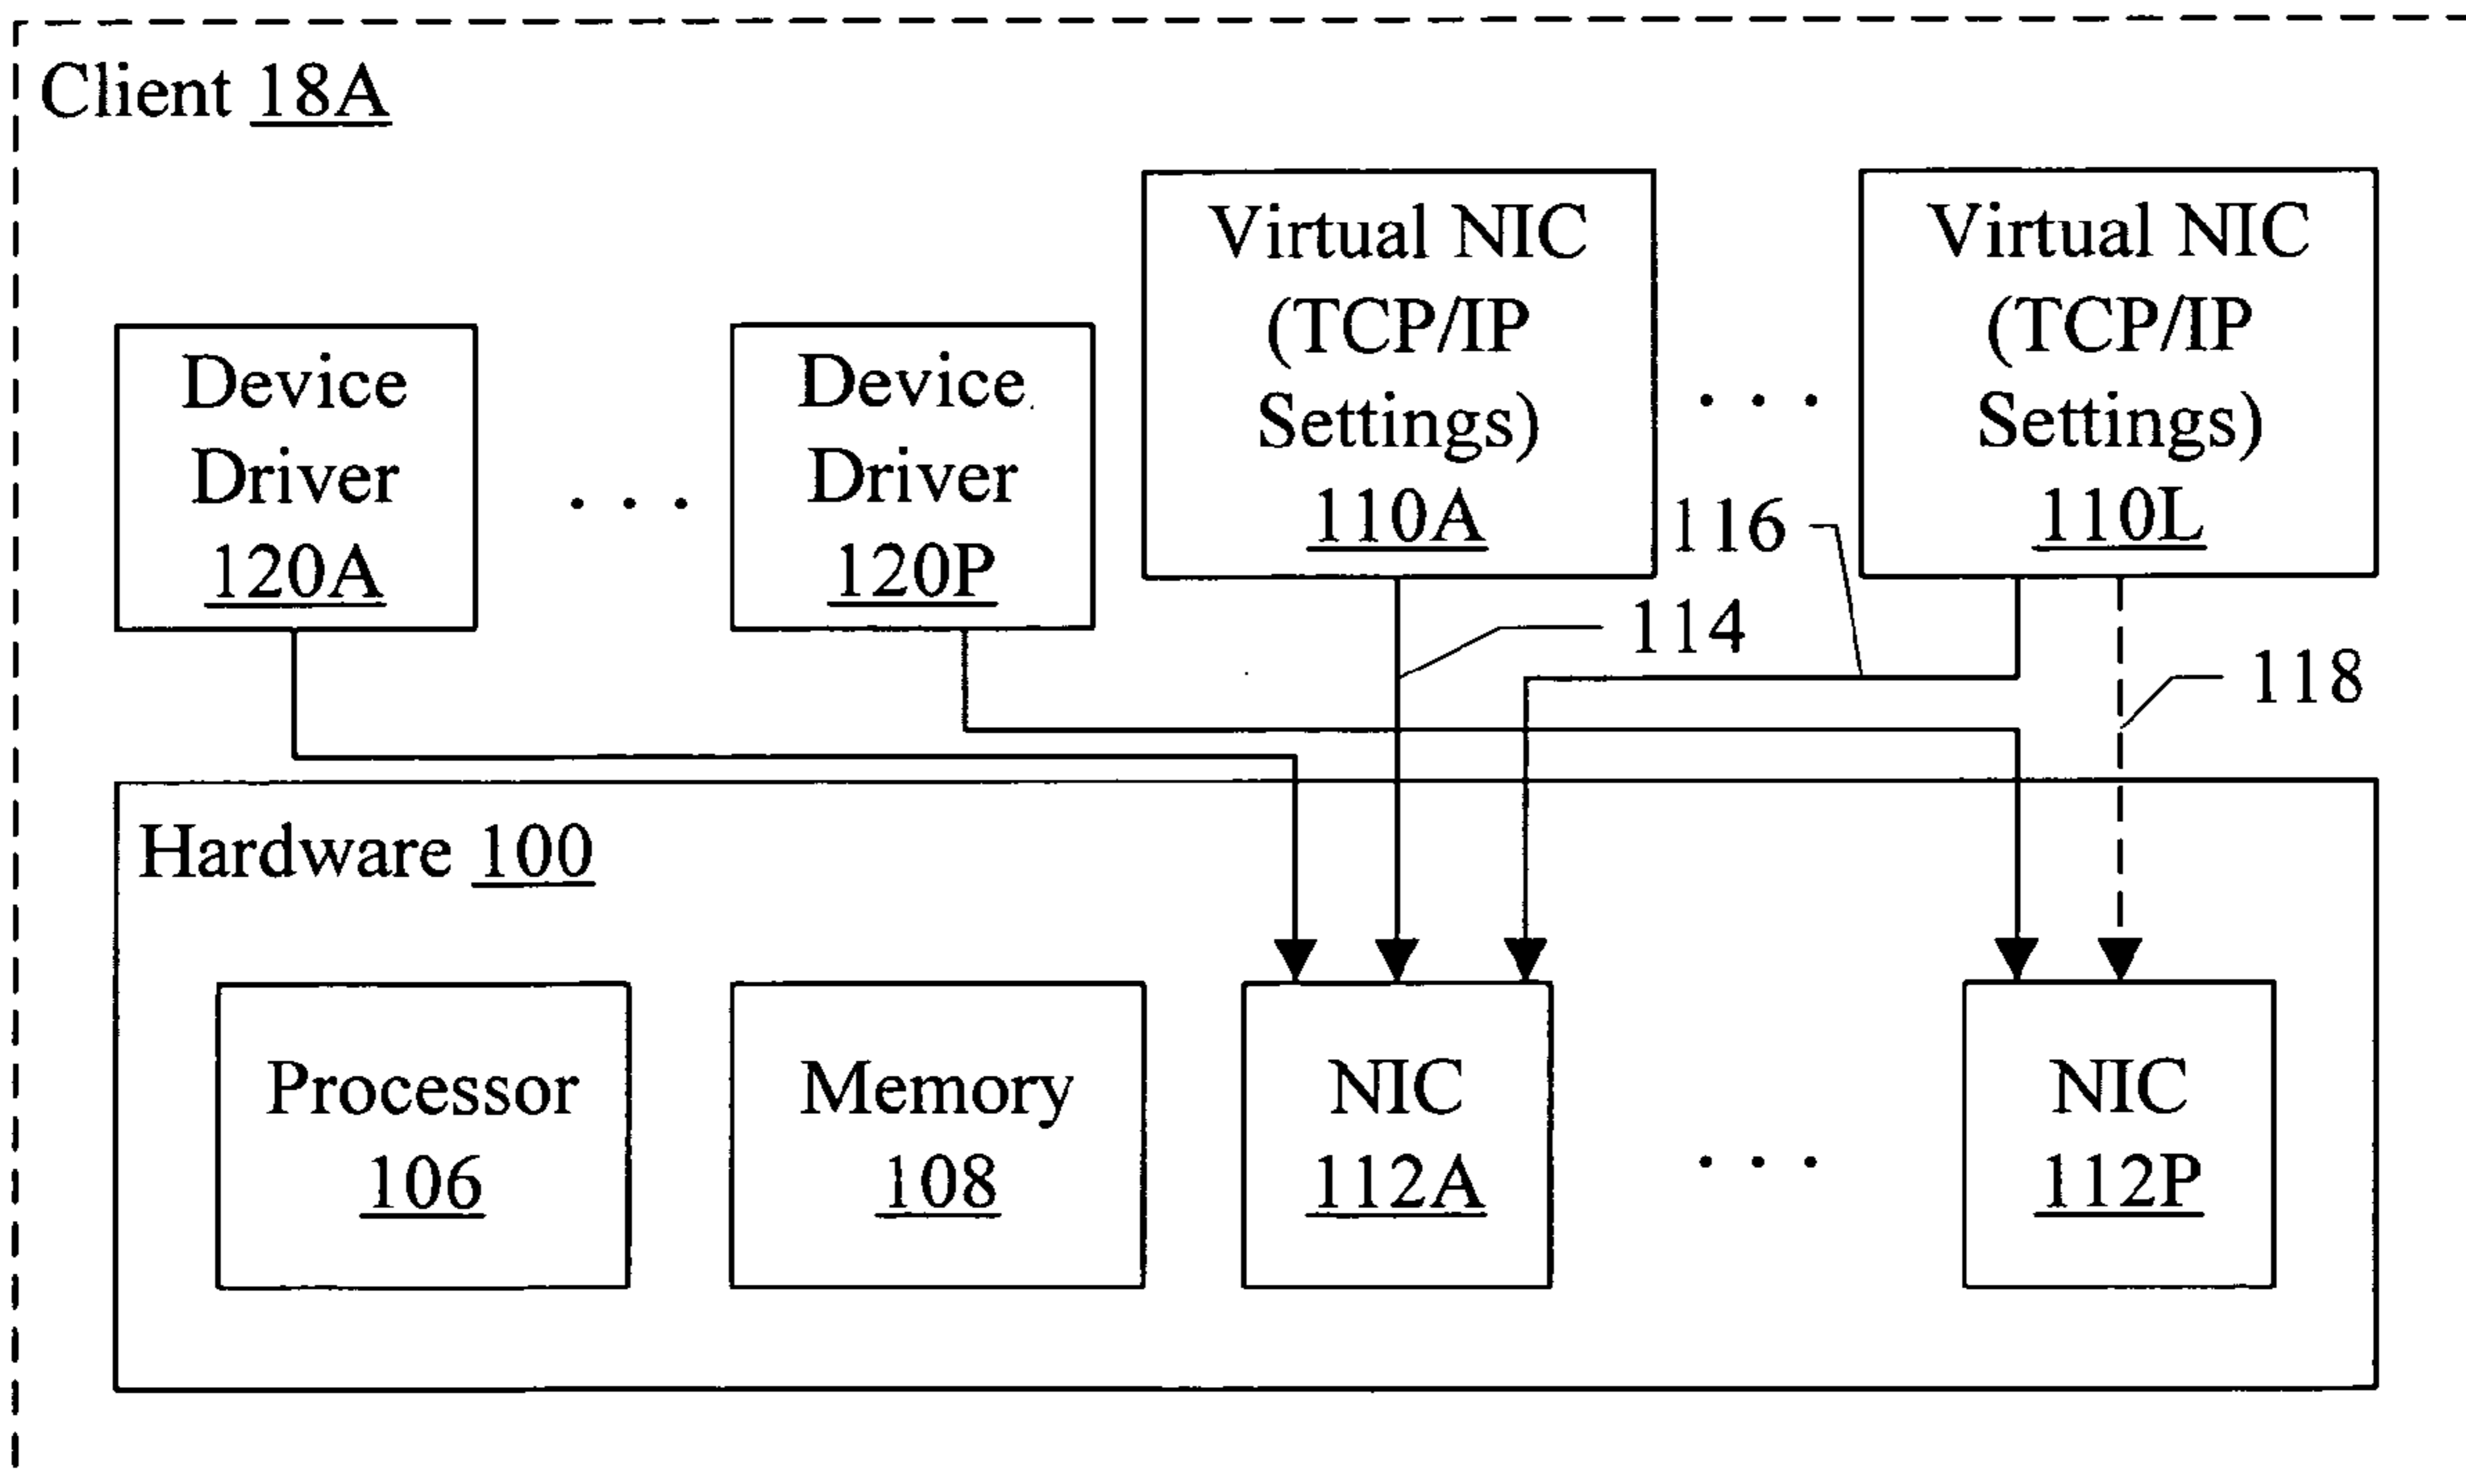 Client 18A
Device
Driver
120A
. . .
Device
Driver
120P
Virtual NIC
(TCP/IP
Settings)
110A
. . .
Virtual NIC
(TCP/IP
Settings)
110L
116
114
118
Hardware 100
Processor
106
Memory
108
NIC
112A
. . .
NIC
112P